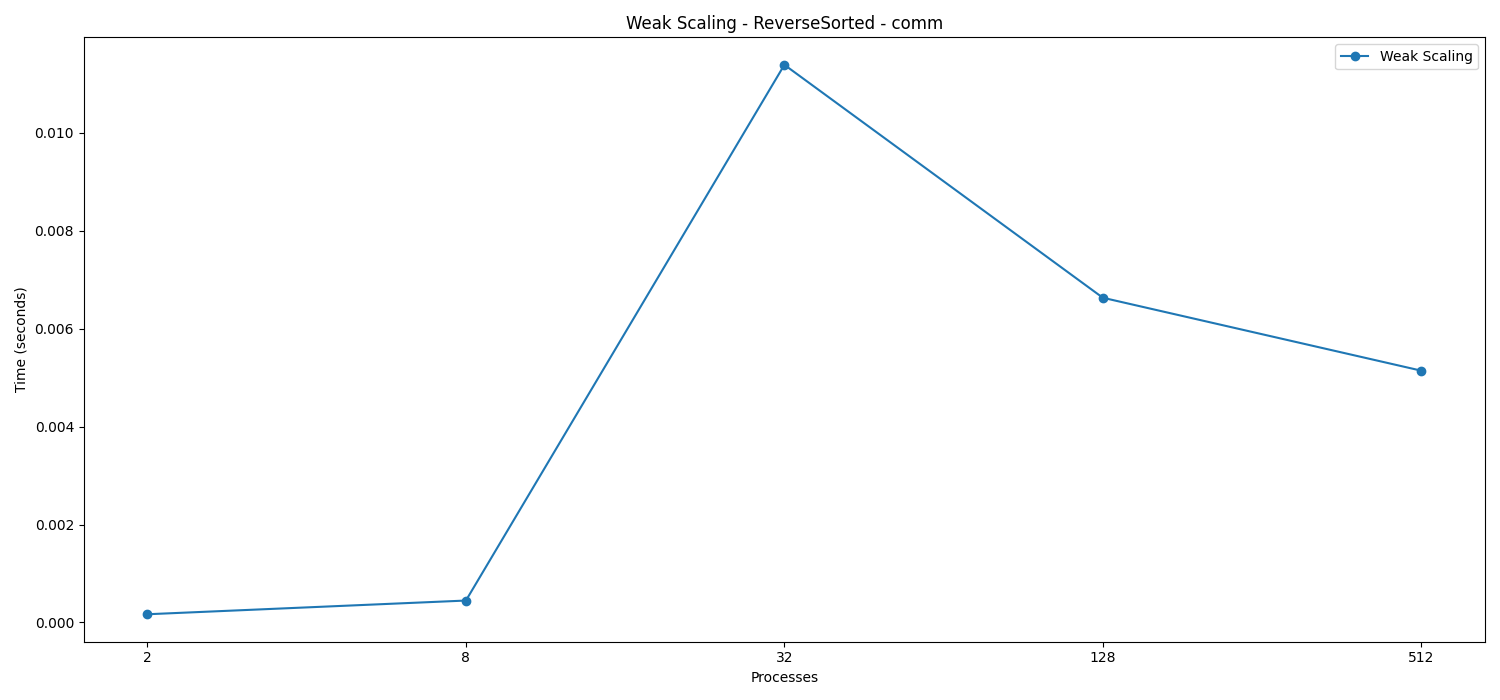 Weak Scaling - ReverseSorted - comm
Weak Scaling
Time (seconds)
0.010
0.008
0.006
0.004
0.002
0.000
2 8 32 128 512
Processes